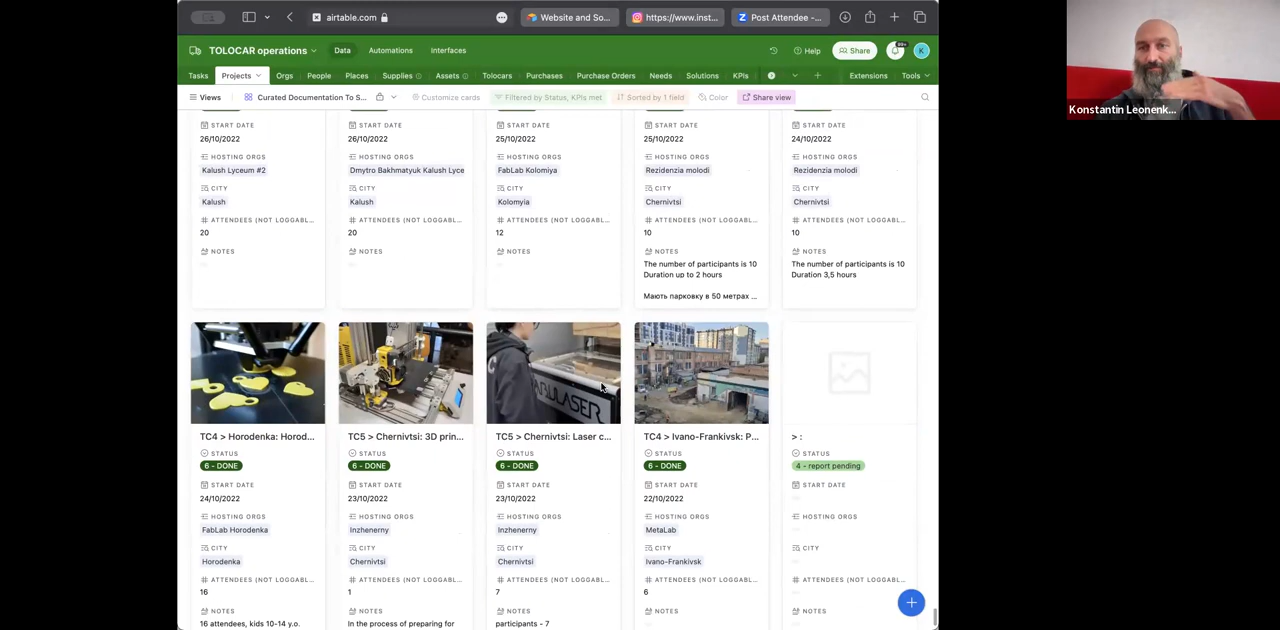 airtable.com
Website and So...
https://www.inst...
Post Attendee -...
TOLOCAR operations
Data
Automations
Interfaces
Help
Share
99+
K
Tasks
Projects
Orgs
People
Places
Supplies
Assets
Tolocars
Purchases
Purchase Orders
Needs
Solutions
KPIs
Extensions
Tools
Views
Curated Documentation To S...
Customize cards
Filtered by Status, KPIs met
Sorted by 1 field
Color
Share view
START DATE
26/10/2022
HOSTING ORGS
Kalush Lyceum #2
CITY
Kalush
ATTENDEES (NOT LOGGABL...
20
NOTES
START DATE
26/10/2022
HOSTING ORGS
Dmytro Bakhmatyuk Kalush Lyce
CITY
Kalush
ATTENDEES (NOT LOGGABL...
20
NOTES
START DATE
25/10/2022
HOSTING ORGS
FabLab Kolomiya
CITY
Kolomyia
ATTENDEES (NOT LOGGABL...
12
NOTES
START DATE
25/10/2022
HOSTING ORGS
Rezidenzia molodi
CITY
Chernivtsi
ATTENDEES (NOT LOGGABL...
10
NOTES
The number of participants is 10
Duration up to 2 hours
Мають парковку в 50 метрах ...
START DATE
24/10/2022
HOSTING ORGS
Rezidenzia molodi
CITY
Chernivtsi
ATTENDEES (NOT LOGGABL...
10
NOTES
The number of participants is 10
Duration 3,5 hours
TC4 > Horodenka: Horod...
STATUS
6 - DONE
START DATE
24/10/2022
HOSTING ORGS
FabLab Horodenka
CITY
Horodenka
ATTENDEES (NOT LOGGABL...
16
NOTES
16 attendees, kids 10-14 y.o.
TC5 > Chernivtsi: 3D prin...
STATUS
6 - DONE
START DATE
23/10/2022
HOSTING ORGS
Inzhenerny
CITY
Chernivtsi
ATTENDEES (NOT LOGGABL...
1
NOTES
In the process of preparing for
TC5 > Chernivtsi: Laser c...
STATUS
6 - DONE
START DATE
23/10/2022
HOSTING ORGS
Inzhenerny
CITY
Chernivtsi
ATTENDEES (NOT LOGGABL...
7
NOTES
participants - 7
TC4 > Ivano-Frankivsk: P...
STATUS
6 - DONE
START DATE
22/10/2022
HOSTING ORGS
MetaLab
CITY
Ivano-Frankivsk
ATTENDEES (NOT LOGGABL...
6
NOTES
> :
STATUS
4 - report pending
START DATE
HOSTING ORGS
CITY
ATTENDEES (NOT LOGGABL...
NOTES
Konstantin Leonenk...